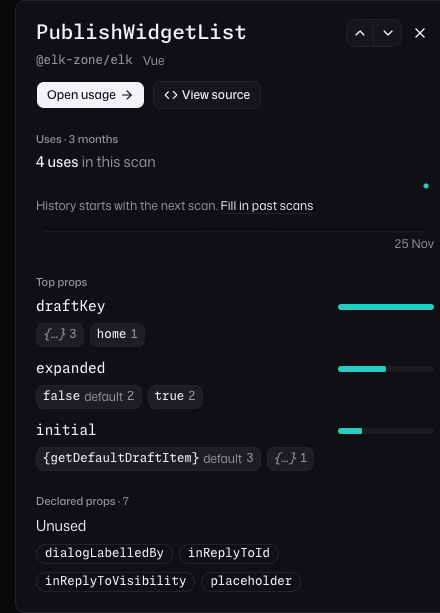 PublishWidgetList
@elk-zone/elk Vue
Open usage → <> View source
Uses · 3 months
4 uses in this scan
History starts with the next scan. Fill in past scans
25 Nov
Top props
draftKey
{…} 3 home 1
expanded
false default 2 true 2
initial
{getDefaultDraftItem} default 3 {…} 1
Declared props · 7
Unused
dialogLabelledBy inReplyToId
inReplyToVisibility placeholder